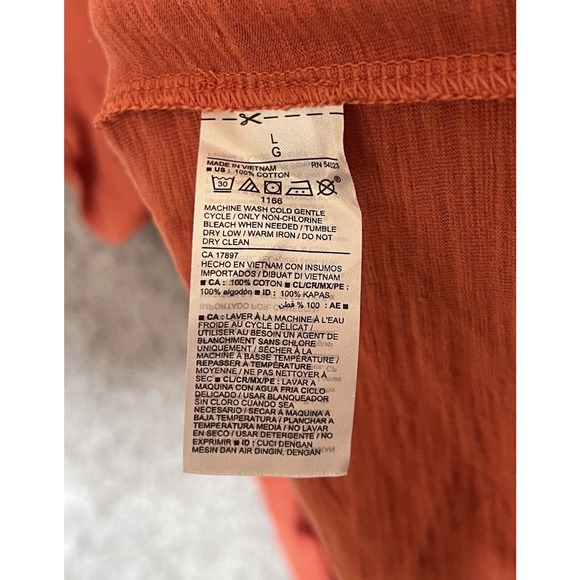 L
G
MADE IN VIETNAM RN 54023
■ US : 100% COTTON
30
1166
MACHINE WASH COLD GENTLE
CYCLE / ONLY NON-CHLORINE
BLEACH WHEN NEEDED / TUMBLE
DRY LOW / WARM IRON / DO NOT
DRY CLEAN
CA 17897
HECHO EN VIETNAM CON INSUMOS
IMPORTADOS / DIBUAT DI VIETNAM
■ CA : 100% COTON ■ CL/CR/MX/PE :
100% algodón ■ ID : 100% KAPAS
■ AE : 100 % قطن
■ CA : LAVER À LA MACHINE À L'EAU
FROIDE AU CYCLE DÉLICAT /
UTILISER AU BESOIN UN AGENT DE
BLANCHIMENT SANS CHLORE
UNIQUEMENT / SÉCHER À LA
MACHINE À BASSE TEMPÉRATURE /
REPASSER À TEMPÉRATURE
MOYENNE / NE PAS NETTOYER À
SEC ■ CL/CR/MX/PE : LAVAR A
MAQUINA CON AGUA FRIA CICLO
DELICADO / USAR BLANQUEADOR
SIN CLORO CUANDO SEA
NECESARIO / SECAR A MAQUINA A
BAJA TEMPERATURA / PLANCHAR A
TEMPERATURA MEDIA / NO LAVAR
EN SECO / USAR DETERGENTE / NO
EXPRIMIR ■ ID : CUCI DENGAN
MESIN DAN AIR DINGIN, DENGAN